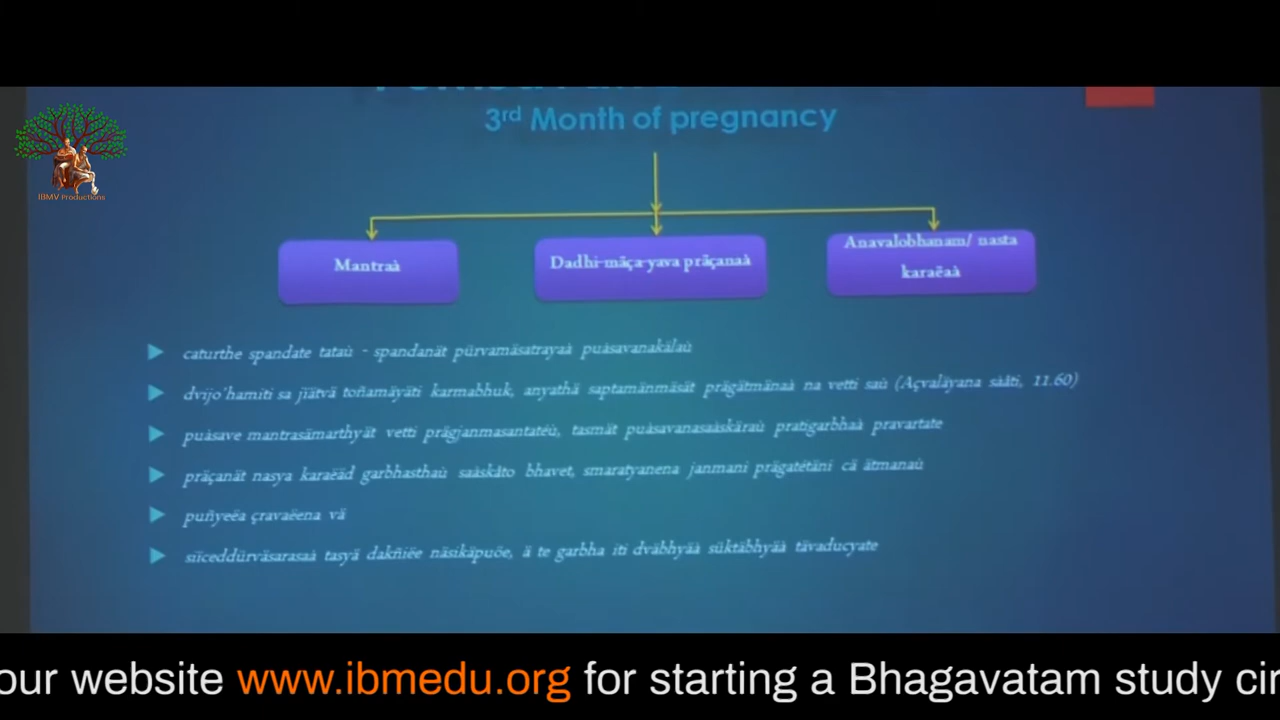 IBMV Productions
3rd Month of pregnancy
Mantraà
Dadhi-mäça-yava präçanaà
Anavalobhanam/ nasta
karaëaà
caturthe spandate tataù - spandanät pürvamäsatrayaà puàsavanakälaù
dvijo'hamiti sa jïätvä toñamäyäti karmabhuk, anyathä saptamänmäsät prägätmänaà na vetti saù (Açvaläyana såàti, 11.60)
puàsave mantrasämarthyät vetti prägjanmasantatéù, tasmät puàsavanasaàskäraù pratigarbhaà pravartate
präçanät nasya karaëäd garbhasthaù saàskåto bhavet, smaratyanena janmani prägatétäni cä ätmanaù
puñyeëa çravaëena vä
siïceddürväsarasaà tasyä dakñiëe näsikäpuöe, ä te garbha iti dväbhyäà süktäbhyäà tävaducyate
our website www.ibmedu.org for starting a Bhagavatam study cir